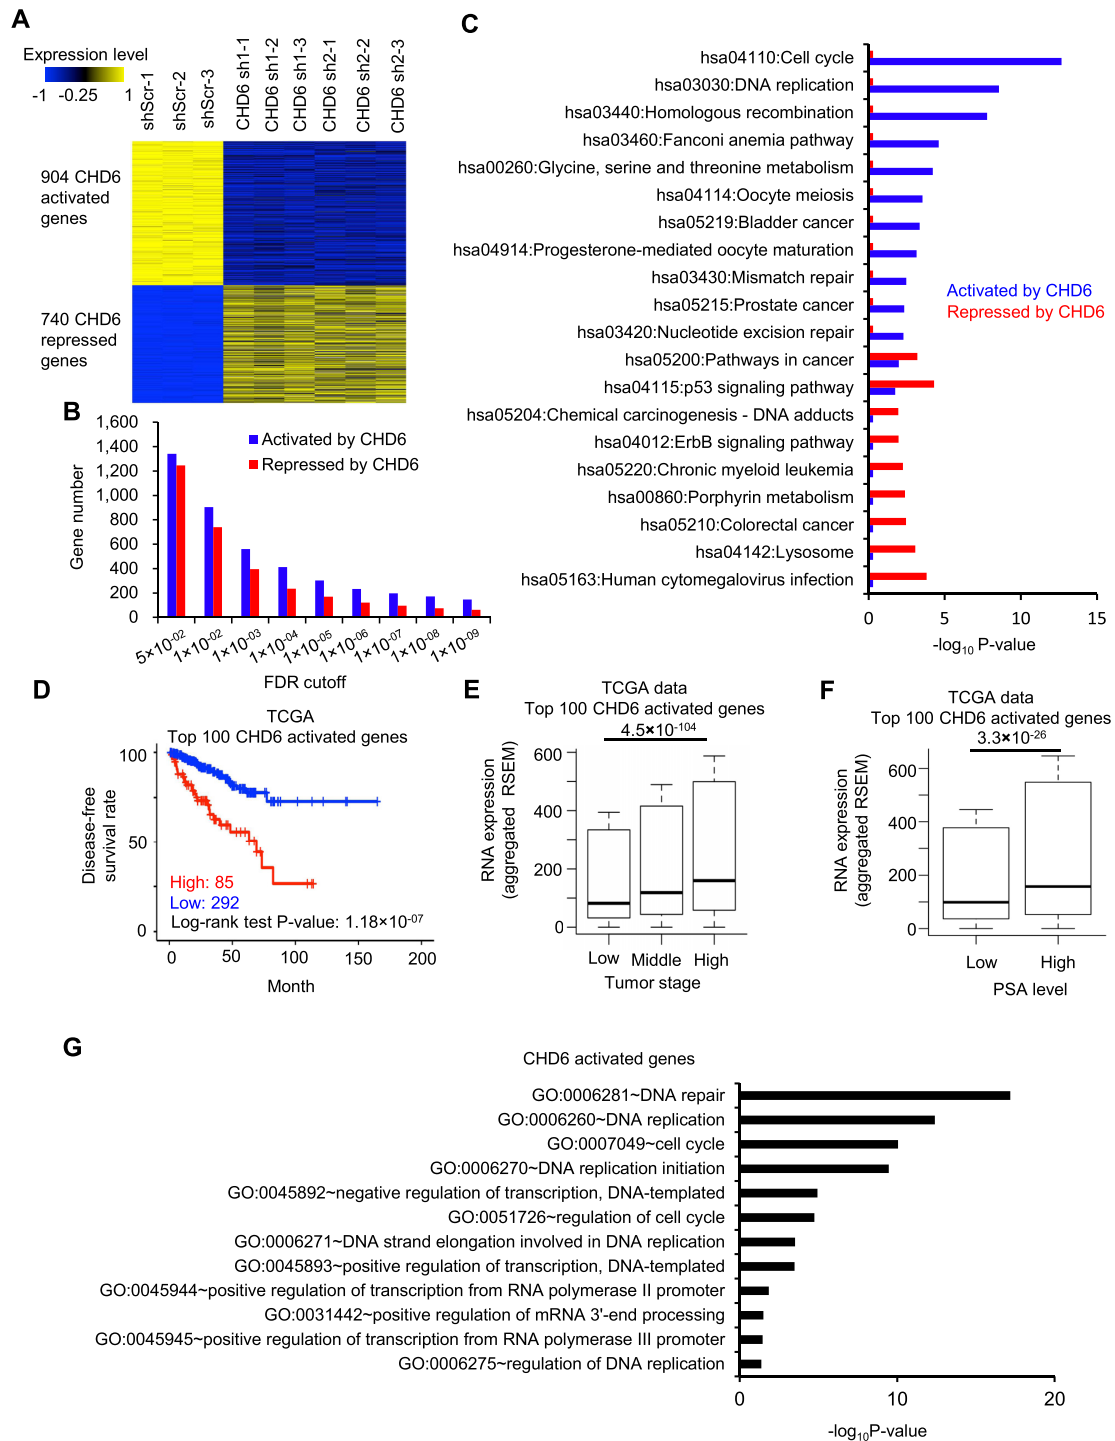 A
Expression level
-1 -0.25 1
shScr-1
shScr-2
shScr-3
CHD6 sh1-1
CHD6 sh1-2
CHD6 sh1-3
CHD6 sh2-1
CHD6 sh2-2
CHD6 sh2-3
904 CHD6
activated
genes
740 CHD6
repressed
genes
B
1,600
1,400
1,200
1,000
800
600
400
200
0
Gene number
Activated by CHD6
Repressed by CHD6
5×10-02
1×10-02
1×10-03
1×10-04
1×10-05
1×10-06
1×10-07
1×10-08
1×10-09
FDR cutoff
C
hsa04110:Cell cycle
hsa03030:DNA replication
hsa03440:Homologous recombination
hsa03460:Fanconi anemia pathway
hsa00260:Glycine, serine and threonine metabolism
hsa04114:Oocyte meiosis
hsa05219:Bladder cancer
hsa04914:Progesterone-mediated oocyte maturation
hsa03430:Mismatch repair
hsa05215:Prostate cancer
hsa03420:Nucleotide excision repair
hsa05200:Pathways in cancer
hsa04115:p53 signaling pathway
hsa05204:Chemical carcinogenesis - DNA adducts
hsa04012:ErbB signaling pathway
hsa05220:Chronic myeloid leukemia
hsa00860:Porphyrin metabolism
hsa05210:Colorectal cancer
hsa04142:Lysosome
hsa05163:Human cytomegalovirus infection
Activated by CHD6
Repressed by CHD6
0 5 10 15
-log10 P-value
D
TCGA
Top 100 CHD6 activated genes
100
50
0
Disease-free
survival rate
High: 85
Low: 292
Log-rank test P-value: 1.18×10-07
0 50 100 150 200
Month
E
TCGA data
Top 100 CHD6 activated genes
4.5×10-104
600
400
200
0
RNA expression
(aggregated RSEM)
Low Middle High
Tumor stage
F
TCGA data
Top 100 CHD6 activated genes
3.3×10-26
600
400
200
0
RNA expression
(aggregated RSEM)
Low High
PSA level
G
CHD6 activated genes
GO:0006281~DNA repair
GO:0006260~DNA replication
GO:0007049~cell cycle
GO:0006270~DNA replication initiation
GO:0045892~negative regulation of transcription, DNA-templated
GO:0051726~regulation of cell cycle
GO:0006271~DNA strand elongation involved in DNA replication
GO:0045893~positive regulation of transcription, DNA-templated
GO:0045944~positive regulation of transcription from RNA polymerase II promoter
GO:0031442~positive regulation of mRNA 3'-end processing
GO:0045945~positive regulation of transcription from RNA polymerase III promoter
GO:0006275~regulation of DNA replication
0 10 20
-log10P-value